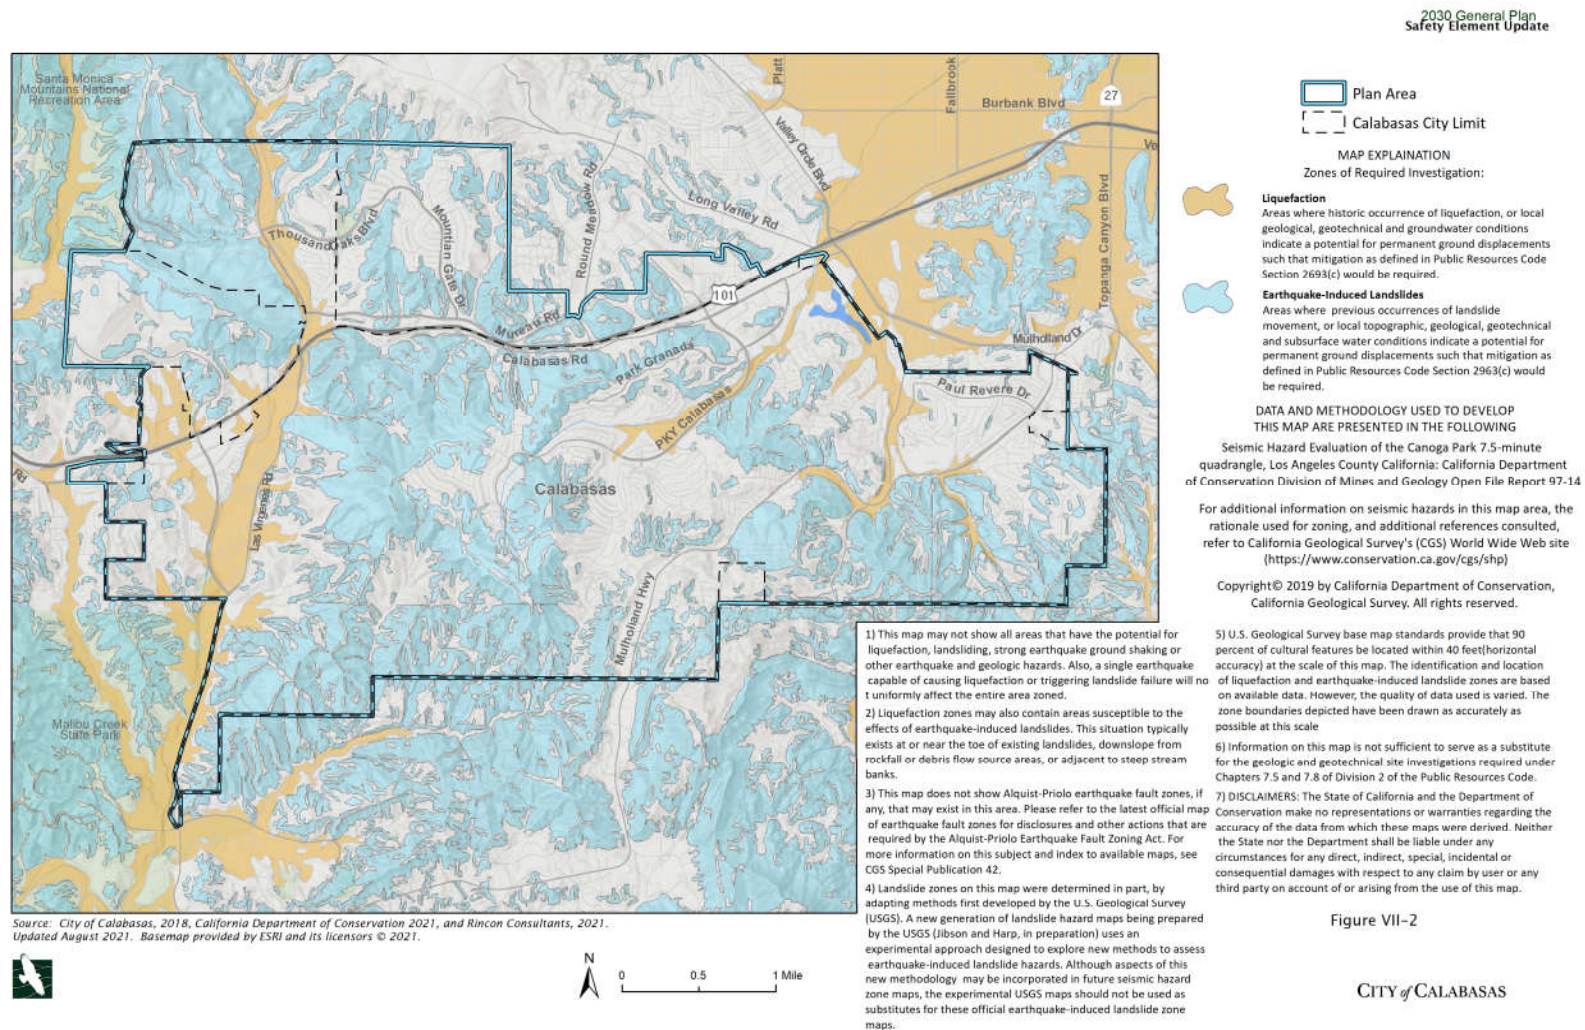 2030 General Plan
Safety Element Update
Santa Monica
Mountains National
Recreation Area
Platt
Fallbrook
Burbank Blvd
27
Valley Circle Blvd
Ve
Long Valley Rd
Round Meadow Rd
Thousand Oaks Blvd
Mountian Gate Dr
Topanga Canyon Blvd
101
Mureau Rd
Calabasas Rd
Park Granada
Mulholland Dr
Paul Revere Dr
PKY Calabasas
Rd
Calabasas
Las Virgenes Rd
Mulholland Hwy
Malibu Creek
State Park
Plan Area
Calabasas City Limit
MAP EXPLAINATION
Zones of Required Investigation:
Liquefaction
Areas where historic occurrence of liquefaction, or local
geological, geotechnical and groundwater conditions
indicate a potential for permanent ground displacements
such that mitigation as defined in Public Resources Code
Section 2693(c) would be required.
Earthquake-Induced Landslides
Areas where previous occurrences of landslide
movement, or local topographic, geological, geotechnical
and subsurface water conditions indicate a potential for
permanent ground displacements such that mitigation as
defined in Public Resources Code Section 2963(c) would
be required.
DATA AND METHODOLOGY USED TO DEVELOP
THIS MAP ARE PRESENTED IN THE FOLLOWING
Seismic Hazard Evaluation of the Canoga Park 7.5-minute
quadrangle, Los Angeles County California: California Department
of Conservation Division of Mines and Geology Open File Report 97-14
For additional information on seismic hazards in this map area, the
rationale used for zoning, and additional references consulted,
refer to California Geological Survey's (CGS) World Wide Web site
(https://www.conservation.ca.gov/cgs/shp)
Copyright© 2019 by California Department of Conservation,
California Geological Survey. All rights reserved.
1) This map may not show all areas that have the potential for
liquefaction, landsliding, strong earthquake ground shaking or
other earthquake and geologic hazards. Also, a single earthquake
capable of causing liquefaction or triggering landslide failure will no
t uniformly affect the entire area zoned.
2) Liquefaction zones may also contain areas susceptible to the
effects of earthquake-induced landslides. This situation typically
exists at or near the toe of existing landslides, downslope from
rockfall or debris flow source areas, or adjacent to steep stream
banks.
3) This map does not show Alquist-Priolo earthquake fault zones, if
any, that may exist in this area. Please refer to the latest official map
of earthquake fault zones for disclosures and other actions that are
required by the Alquist-Priolo Earthquake Fault Zoning Act. For
more information on this subject and index to available maps, see
CGS Special Publication 42.
4) Landslide zones on this map were determined in part, by
adapting methods first developed by the U.S. Geological Survey
(USGS). A new generation of landslide hazard maps being prepared
by the USGS (Jibson and Harp, in preparation) uses an
experimental approach designed to explore new methods to assess
earthquake-induced landslide hazards. Although aspects of this
new methodology may be incorporated in future seismic hazard
zone maps, the experimental USGS maps should not be used as
substitutes for these official earthquake-induced landslide zone
maps.
5) U.S. Geological Survey base map standards provide that 90
percent of cultural features be located within 40 feet(horizontal
accuracy) at the scale of this map. The identification and location
of liquefaction and earthquake-induced landslide zones are based
on available data. However, the quality of data used is varied. The
zone boundaries depicted have been drawn as accurately as
possible at this scale
6) Information on this map is not sufficient to serve as a substitute
for the geologic and geotechnical site investigations required under
Chapters 7.5 and 7.8 of Division 2 of the Public Resources Code.
7) DISCLAIMERS: The State of California and the Department of
Conservation make no representations or warranties regarding the
accuracy of the data from which these maps were derived. Neither
the State nor the Department shall be liable under any
circumstances for any direct, indirect, special, incidental or
consequential damages with respect to any claim by user or any
third party on account of or arising from the use of this map.
Source: City of Calabasas, 2018, California Department of Conservation 2021, and Rincon Consultants, 2021.
Updated August 2021. Basemap provided by ESRI and its licensors © 2021.
N
0 0.5 1 Mile
Figure VII-2
CITY of CALABASAS